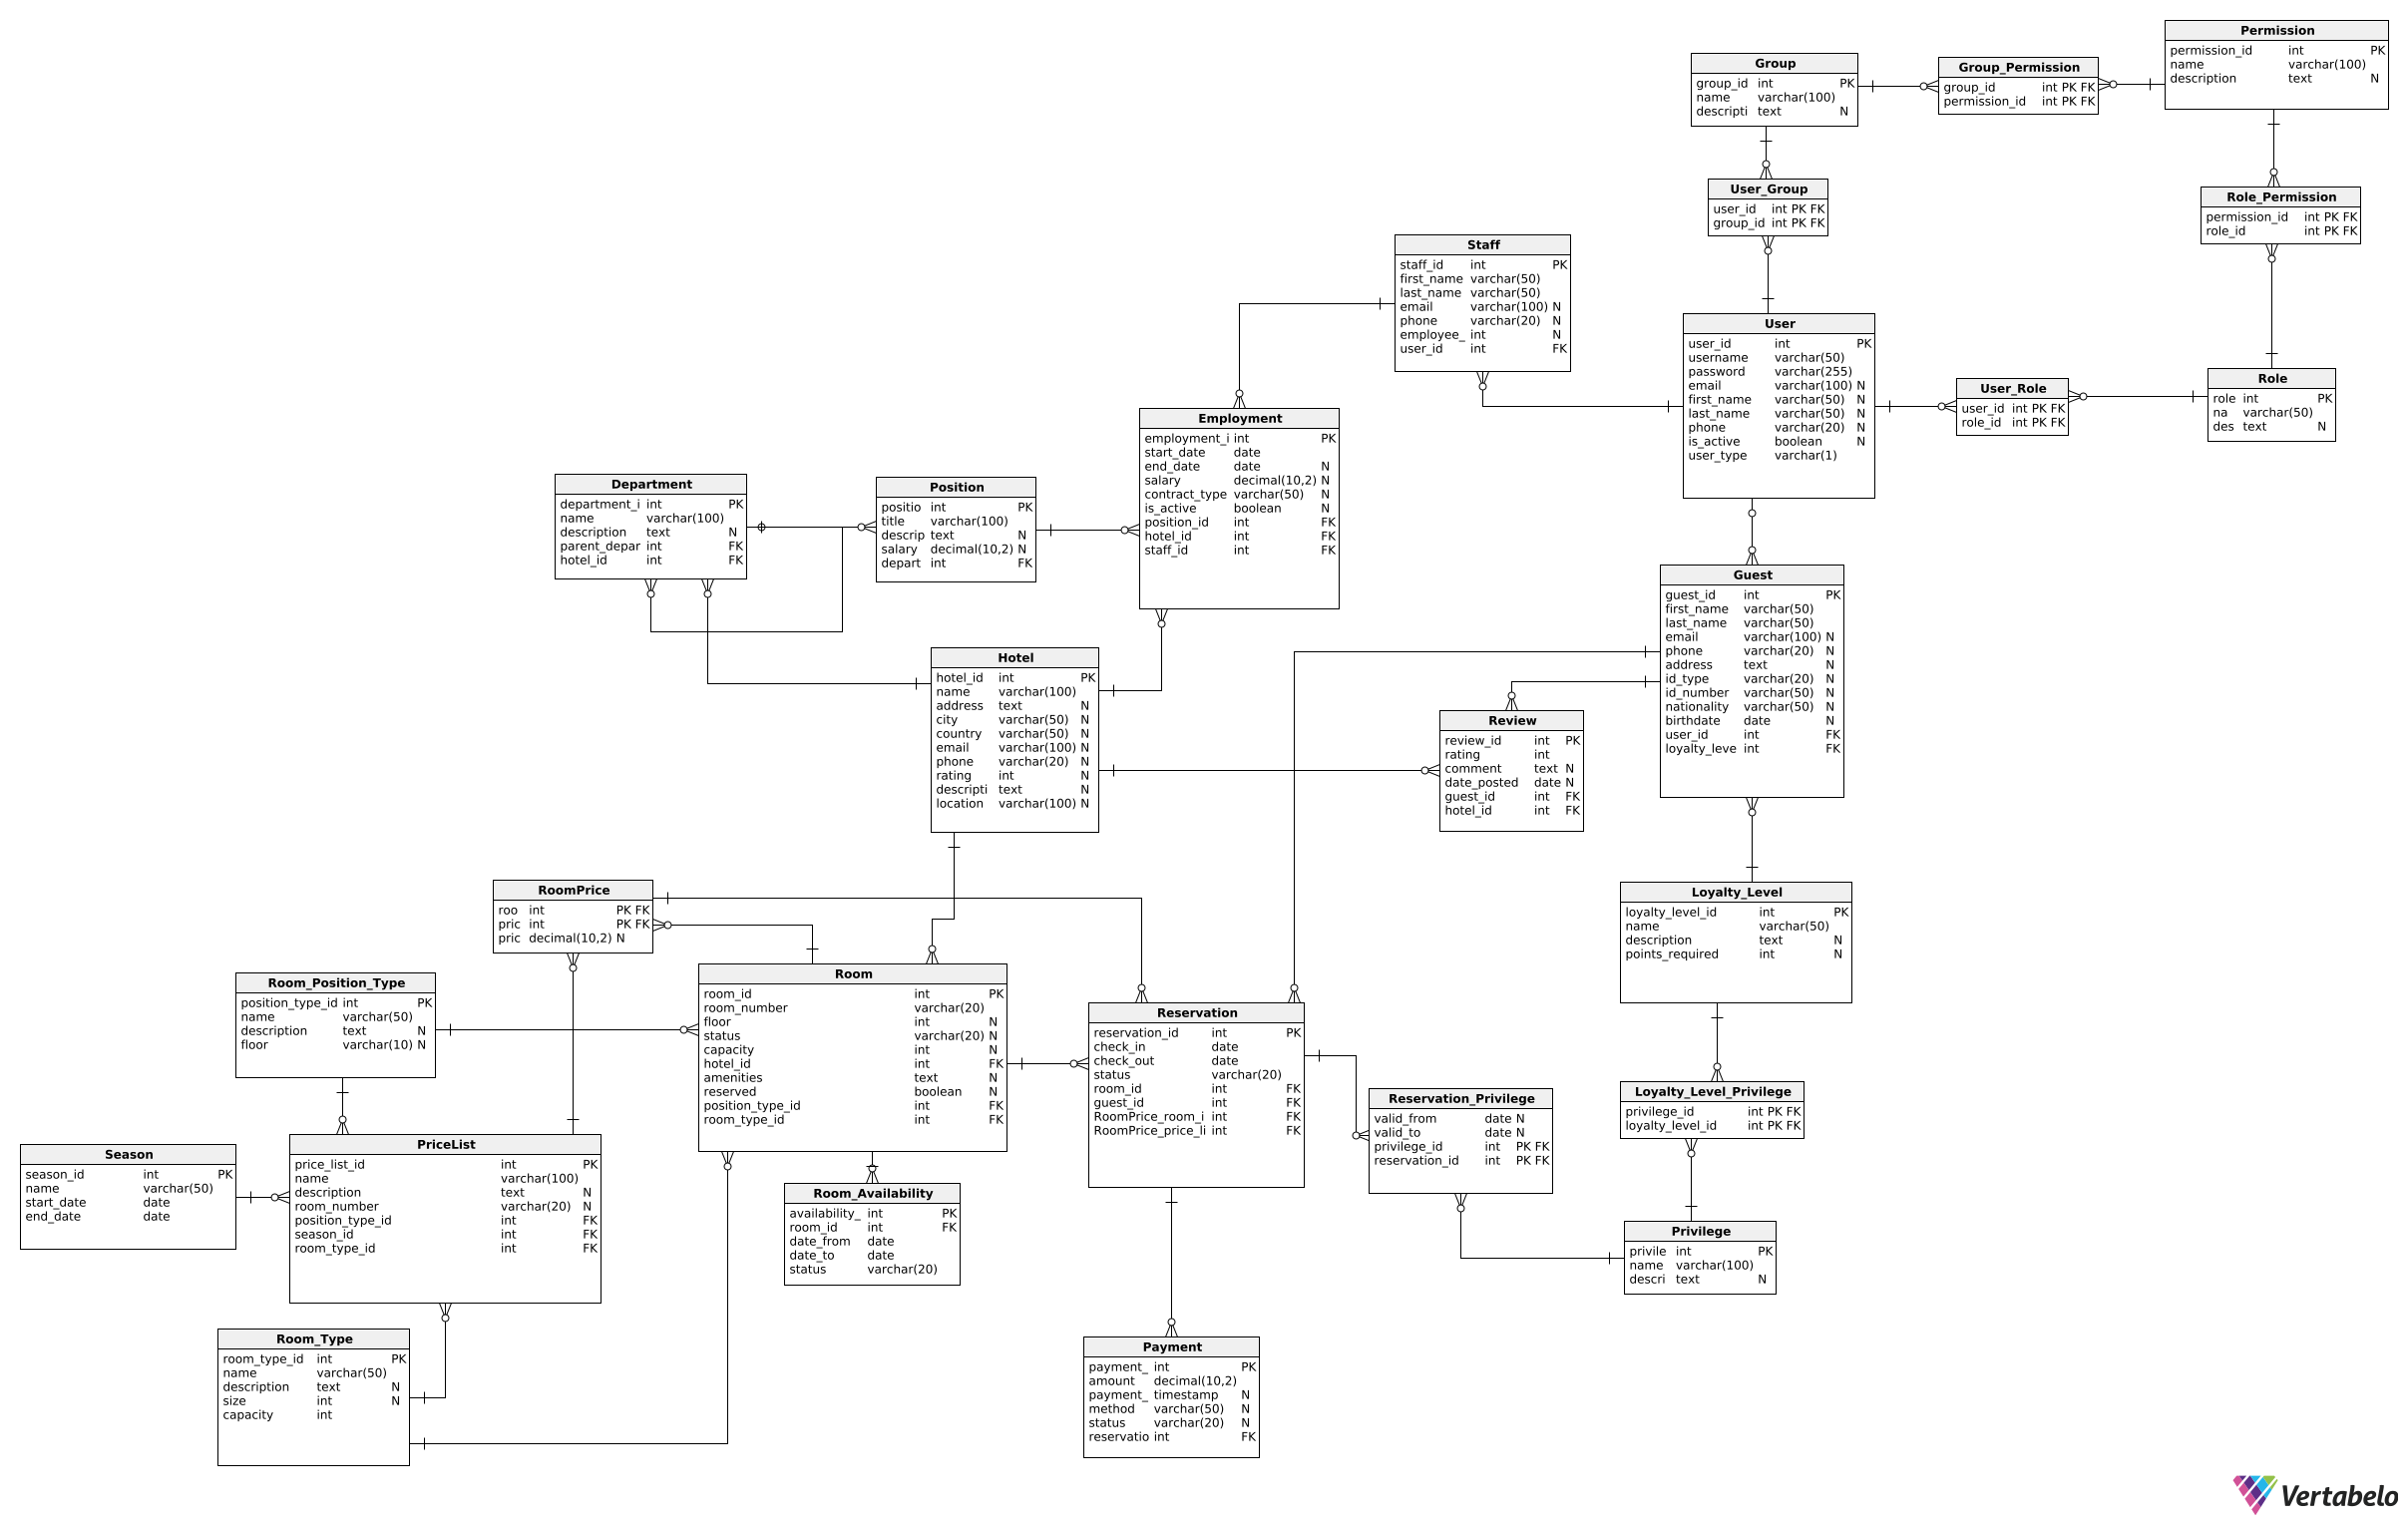 Permission
permission_id int PK
name varchar(100)
description text N
Group
group_id int PK
name varchar(100)
descripti text N
Group_Permission
group_id int PK FK
permission_id int PK FK
User_Group
user_id int PK FK
group_id int PK FK
Role_Permission
permission_id int PK FK
role_id int PK FK
Staff
staff_id int PK
first_name varchar(50)
last_name varchar(50)
email varchar(100) N
phone varchar(20) N
employee_ int N
user_id int FK
User
user_id int PK
username varchar(50)
password varchar(255)
email varchar(100) N
first_name varchar(50) N
last_name varchar(50) N
phone varchar(20) N
is_active boolean N
user_type varchar(1)
User_Role
user_id int PK FK
role_id int PK FK
Role
role int PK
na varchar(50)
des text N
Employment
employment_i int PK
start_date date
end_date date N
salary decimal(10,2) N
contract_type varchar(50) N
is_active boolean N
position_id int FK
hotel_id int FK
staff_id int FK
Department
department_i int PK
name varchar(100)
description text N
parent_depar int FK
hotel_id int FK
Position
positio int PK
title varchar(100)
descrip text N
salary decimal(10,2) N
depart int FK
Guest
guest_id int PK
first_name varchar(50)
last_name varchar(50)
email varchar(100) N
phone varchar(20) N
address text N
id_type varchar(20) N
id_number varchar(50) N
nationality varchar(50) N
birthdate date N
user_id int FK
loyalty_leve int FK
Hotel
hotel_id int PK
name varchar(100)
address text N
city varchar(50) N
country varchar(50) N
email varchar(100) N
phone varchar(20) N
rating int N
descripti text N
location varchar(100) N
Review
review_id int PK
rating int
comment text N
date_posted date N
guest_id int FK
hotel_id int FK
RoomPrice
roo int PK FK
pric int PK FK
pric decimal(10,2) N
Loyalty_Level
loyalty_level_id int PK
name varchar(50)
description text N
points_required int N
Room_Position_Type
position_type_id int PK
name varchar(50)
description text N
floor varchar(10) N
Room
room_id int PK
room_number varchar(20)
floor int N
status varchar(20) N
capacity int N
hotel_id int FK
amenities text N
reserved boolean N
position_type_id int FK
room_type_id int FK
Reservation
reservation_id int PK
check_in date
check_out date
status varchar(20)
room_id int FK
guest_id int FK
RoomPrice_room_i int FK
RoomPrice_price_li int FK
Reservation_Privilege
valid_from date N
valid_to date N
privilege_id int PK FK
reservation_id int PK FK
Loyalty_Level_Privilege
privilege_id int PK FK
loyalty_level_id int PK FK
Season
season_id int PK
name varchar(50)
start_date date
end_date date
PriceList
price_list_id int PK
name varchar(100)
description text N
room_number varchar(20) N
position_type_id int FK
season_id int FK
room_type_id int FK
Room_Availability
availability_ int PK
room_id int FK
date_from date
date_to date
status varchar(20)
Privilege
privile int PK
name varchar(100)
descri text N
Room_Type
room_type_id int PK
name varchar(50)
description text N
size int N
capacity int
Payment
payment_ int PK
amount decimal(10,2)
payment_ timestamp N
method varchar(50) N
status varchar(20) N
reservatio int FK
Vertabelo